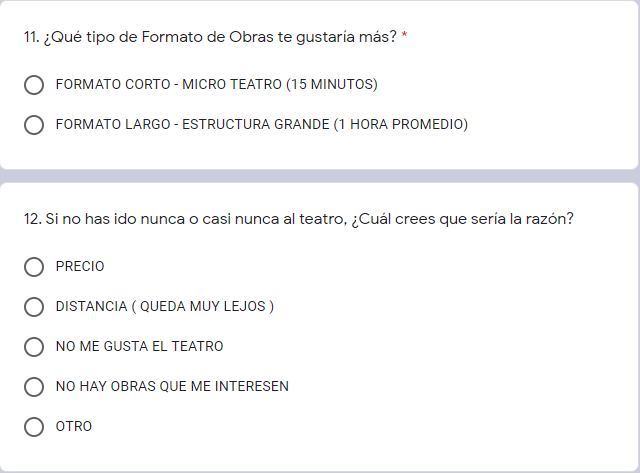 11. ¿Qué tipo de Formato de Obras te gustaría más? *
FORMATO CORTO - MICRO TEATRO (15 MINUTOS)
FORMATO LARGO - ESTRUCTURA GRANDE (1 HORA PROMEDIO)
12. Si no has ido nunca o casi nunca al teatro, ¿Cuál crees que sería la razón?
PRECIO
DISTANCIA ( QUEDA MUY LEJOS )
NO ME GUSTA EL TEATRO
NO HAY OBRAS QUE ME INTERESEN
OTRO